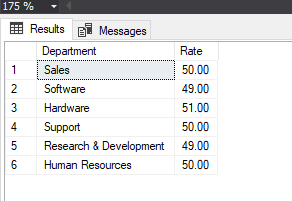 175 %
Results Messages
Department Rate
1 Sales 50.00
2 Software 49.00
3 Hardware 51.00
4 Support 50.00
5 Research & Development 49.00
6 Human Resources 50.00